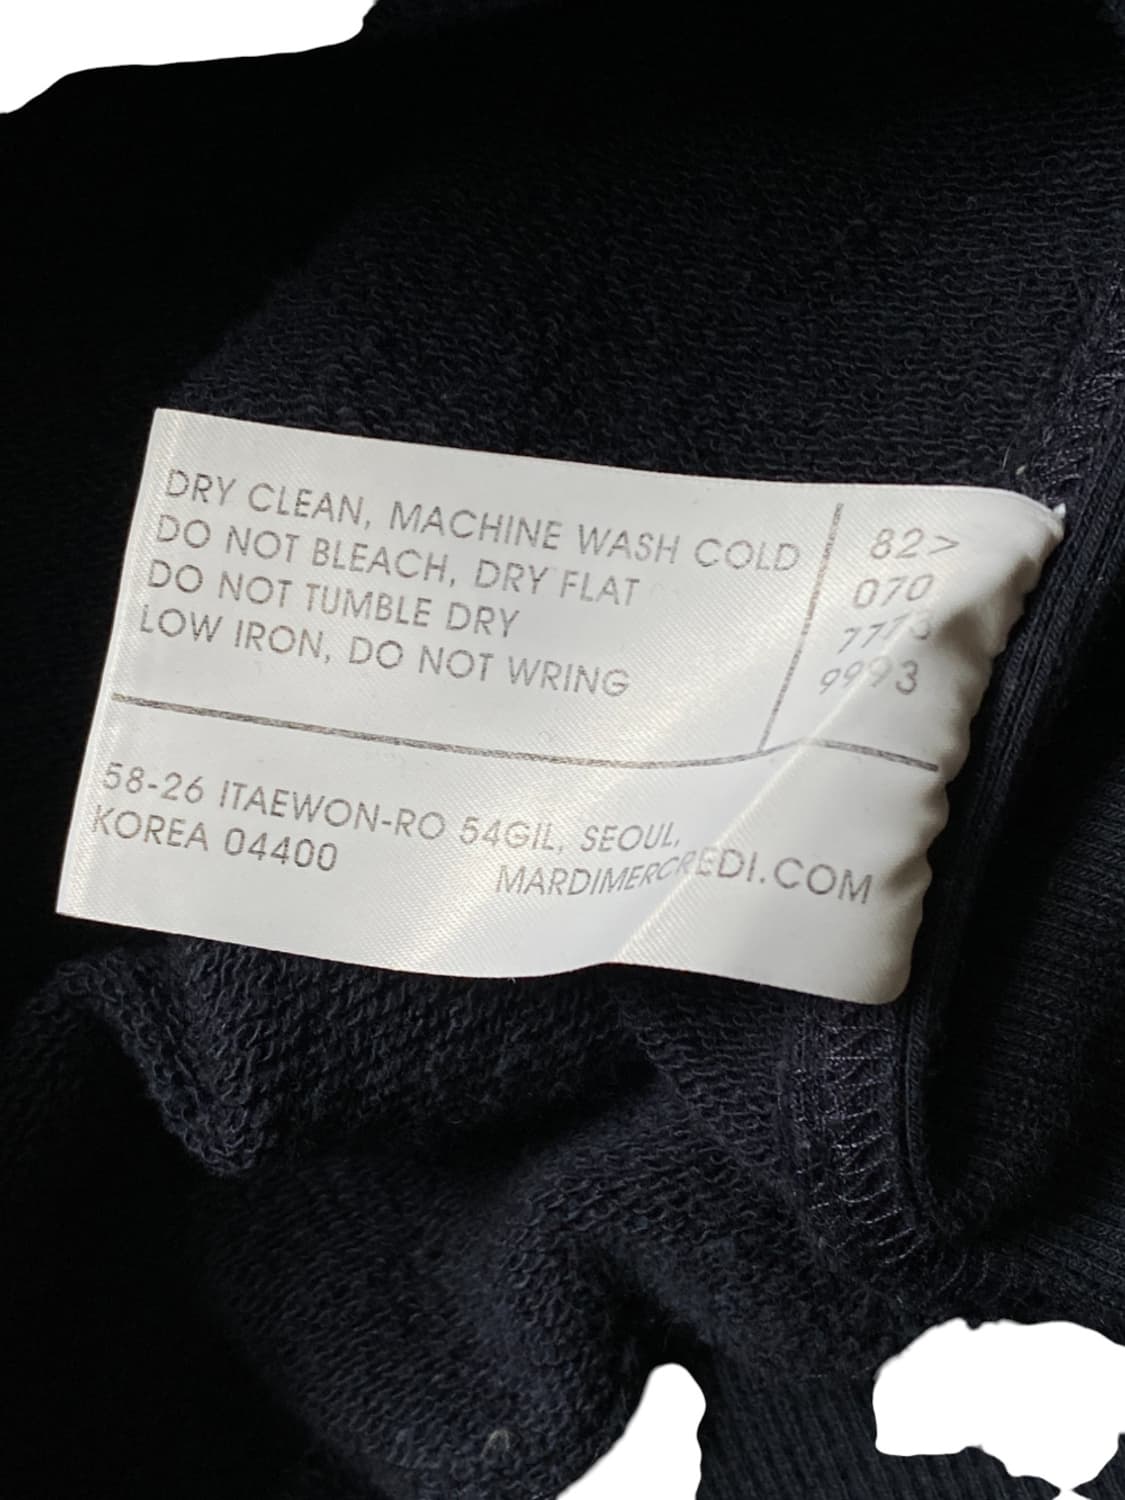 DRY CLEAN, MACHINE WASH COLD
DO NOT BLEACH, DRY FLAT
DO NOT TUMBLE DRY
LOW IRON, DO NOT WRING
82>
070
9993
58-26 ITAEWON-RO 54GIL, SEOUL,
KOREA 04400
MARDIMERCREDI.COM